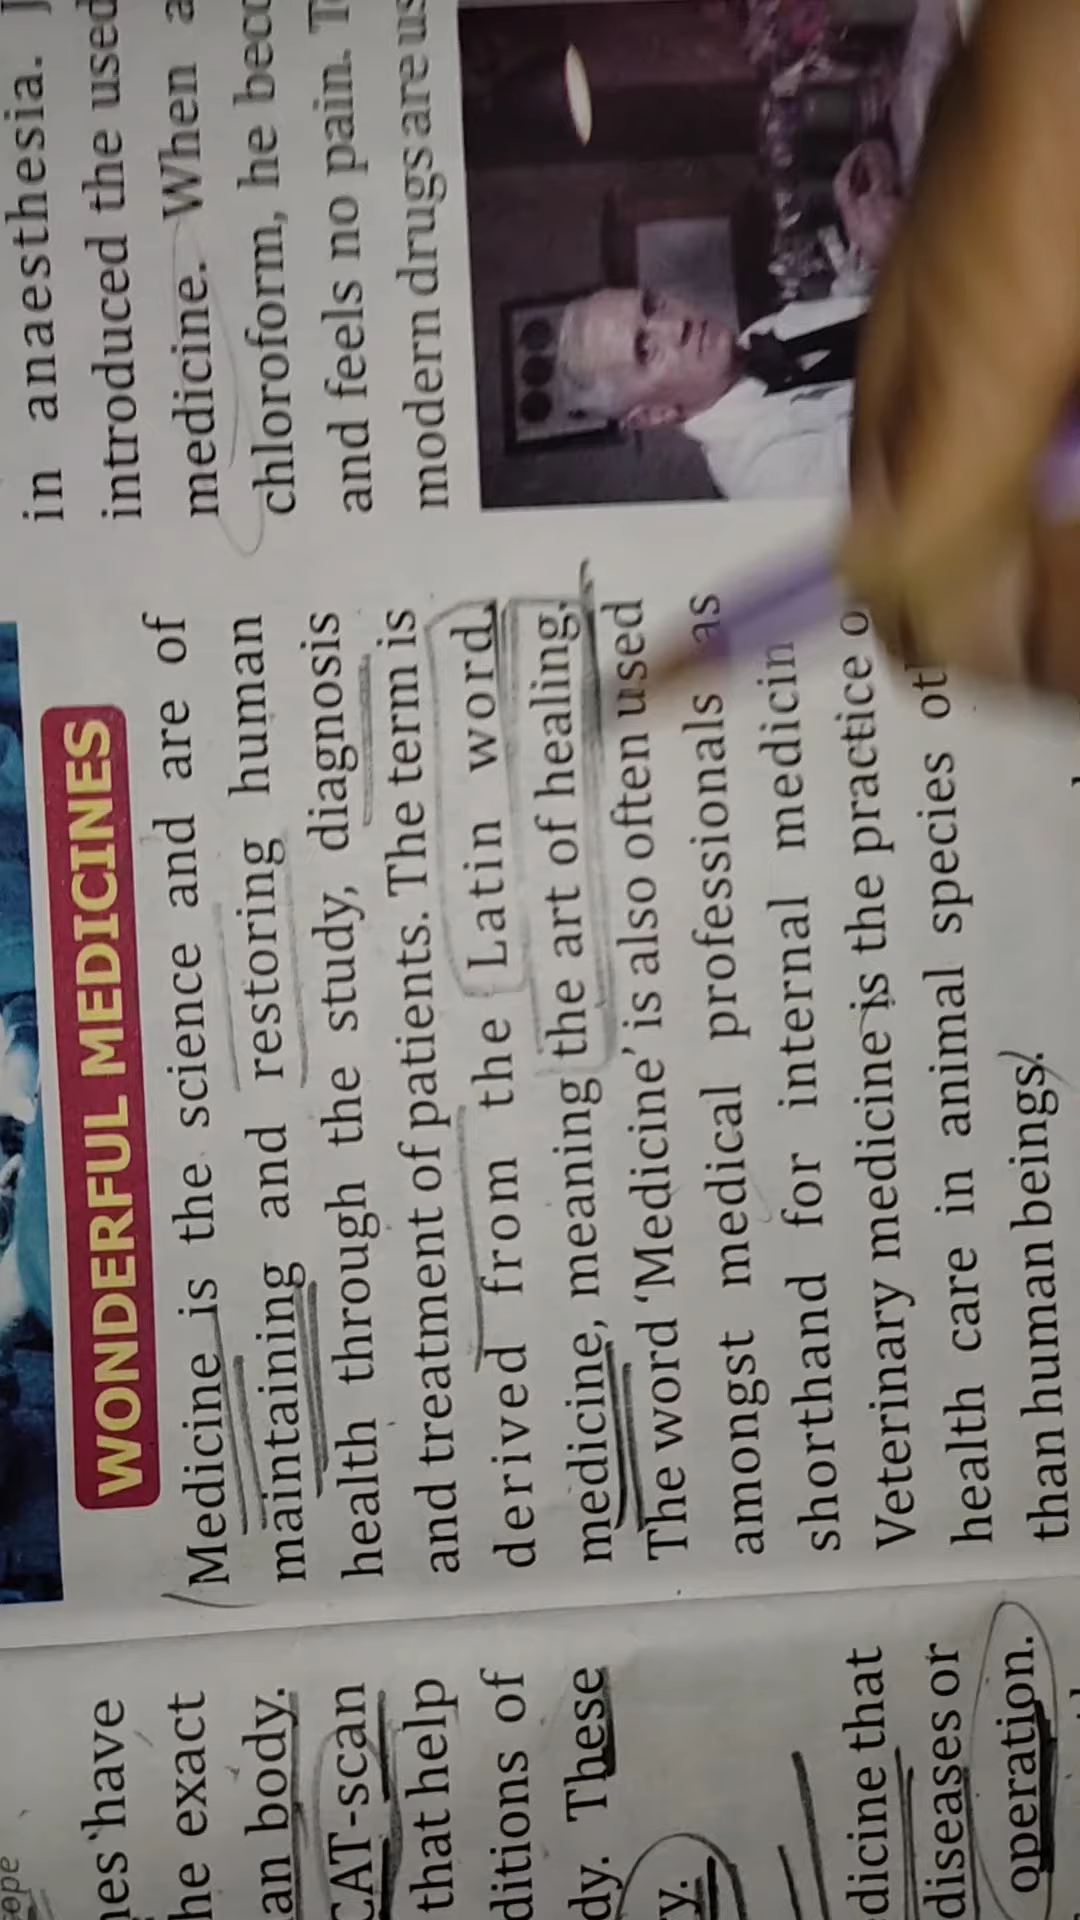 ope
nes have
he exact
an body.
CAT-scan
that help
ditions of
dy. These
y.
dicine that
diseases or
operation.
WONDERFUL MEDICINES
Medicine is the science and are of
maintaining and restoring human
health through the study, diagnosis
and treatment of patients. The term is
derived from the Latin word,
medicine, meaning the art of healing,
The word ‘Medicine’ is also often used
amongst medical professionals as
shorthand for internal medicin
Veterinary medicine is the practice o
health care in animal species ot
than human beings.
in anaesthesia.
introduced the used
medicine. When a
chloroform, he beco
and feels no pain. T
modern drugs are us